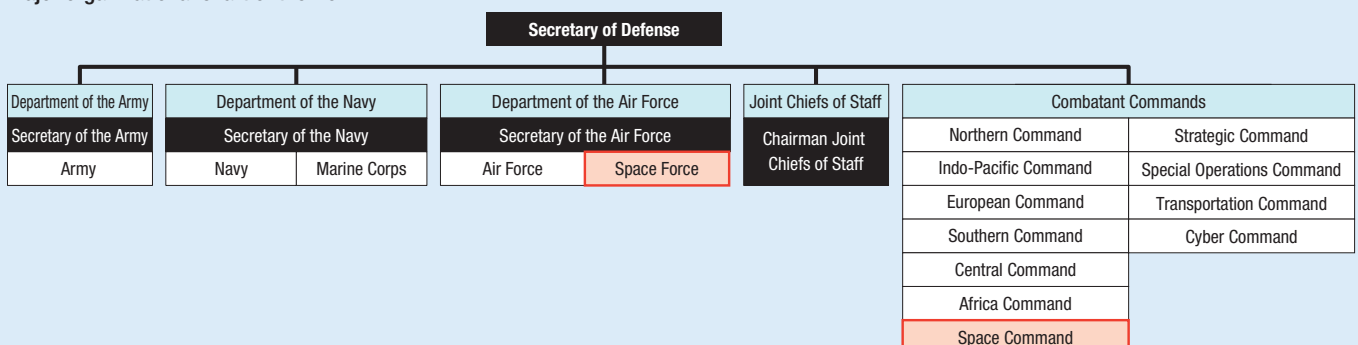 Secretary of Defense
Department of the Army
Secretary of the Army
Army
Department of the Navy
Secretary of the Navy
Navy
Marine Corps
Department of the Air Force
Secretary of the Air Force
Air Force
Space Force
Joint Chiefs of Staff
Chairman Joint
Chiefs of Staff
Combatant Commands
Northern Command
Strategic Command
Indo-Pacific Command
Special Operations Command
European Command
Transportation Command
Southern Command
Cyber Command
Central Command
Africa Command
Space Command